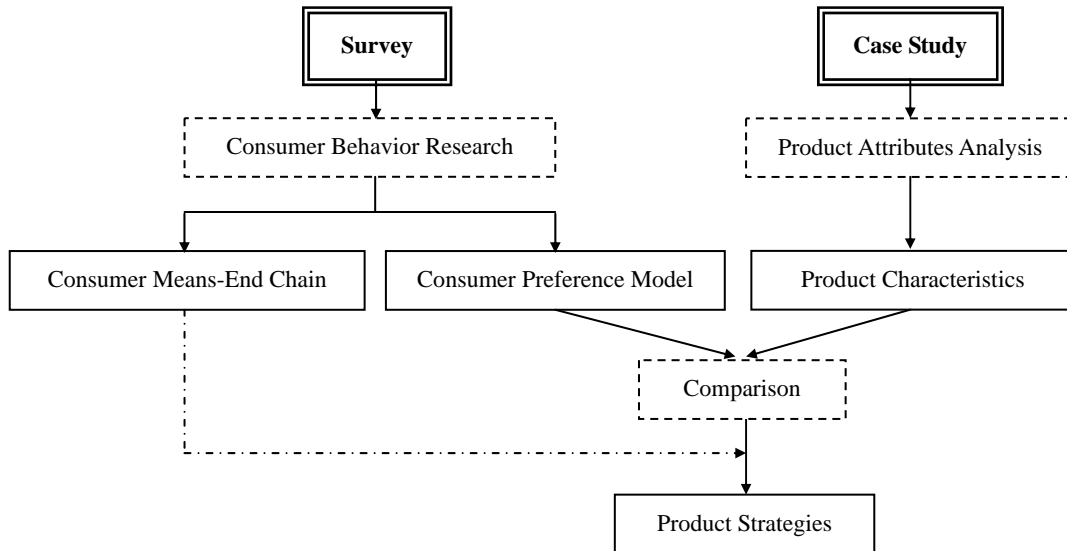 Survey
Case Study
Consumer Behavior Research
Product Attributes Analysis
Consumer Means-End Chain
Consumer Preference Model
Product Characteristics
Comparison
Product Strategies